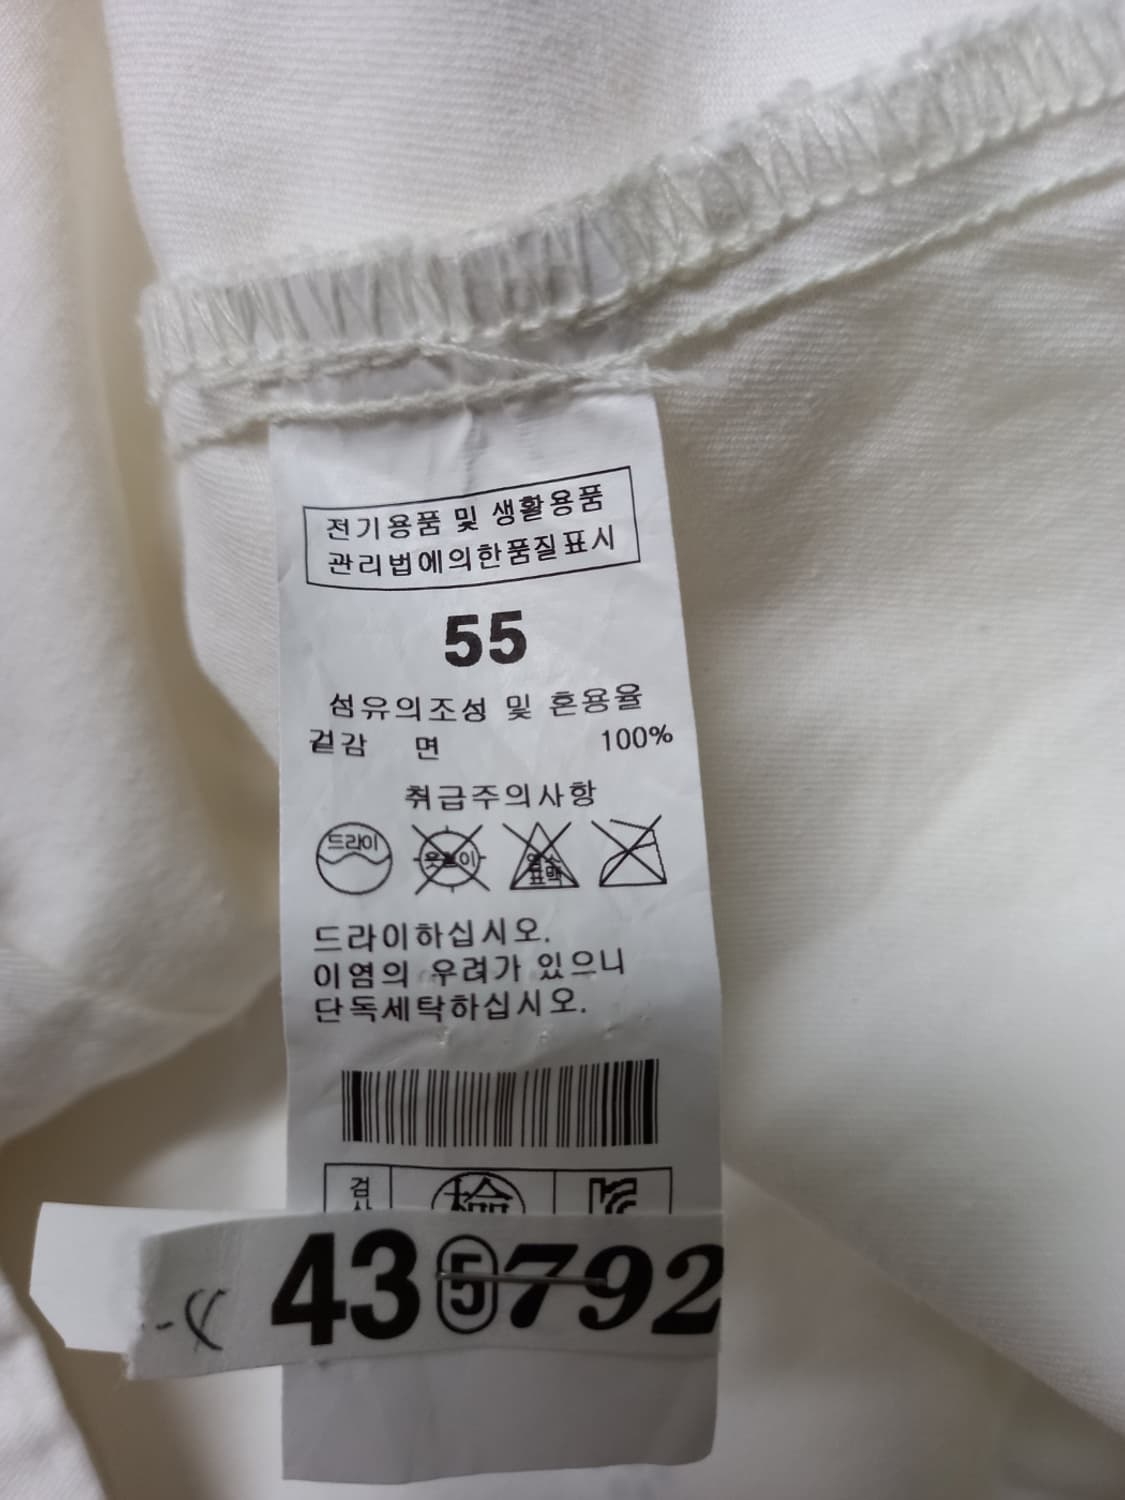 전기용품 및 생활용품
관리법에의한품질표시
55
섬유의조성 및 혼용율
겉감 면 100%
취급주의사항
드라이
드라이하십시오.
이염의 우려가 있으니
단독세탁하십시오.
검 檢
43 5 792